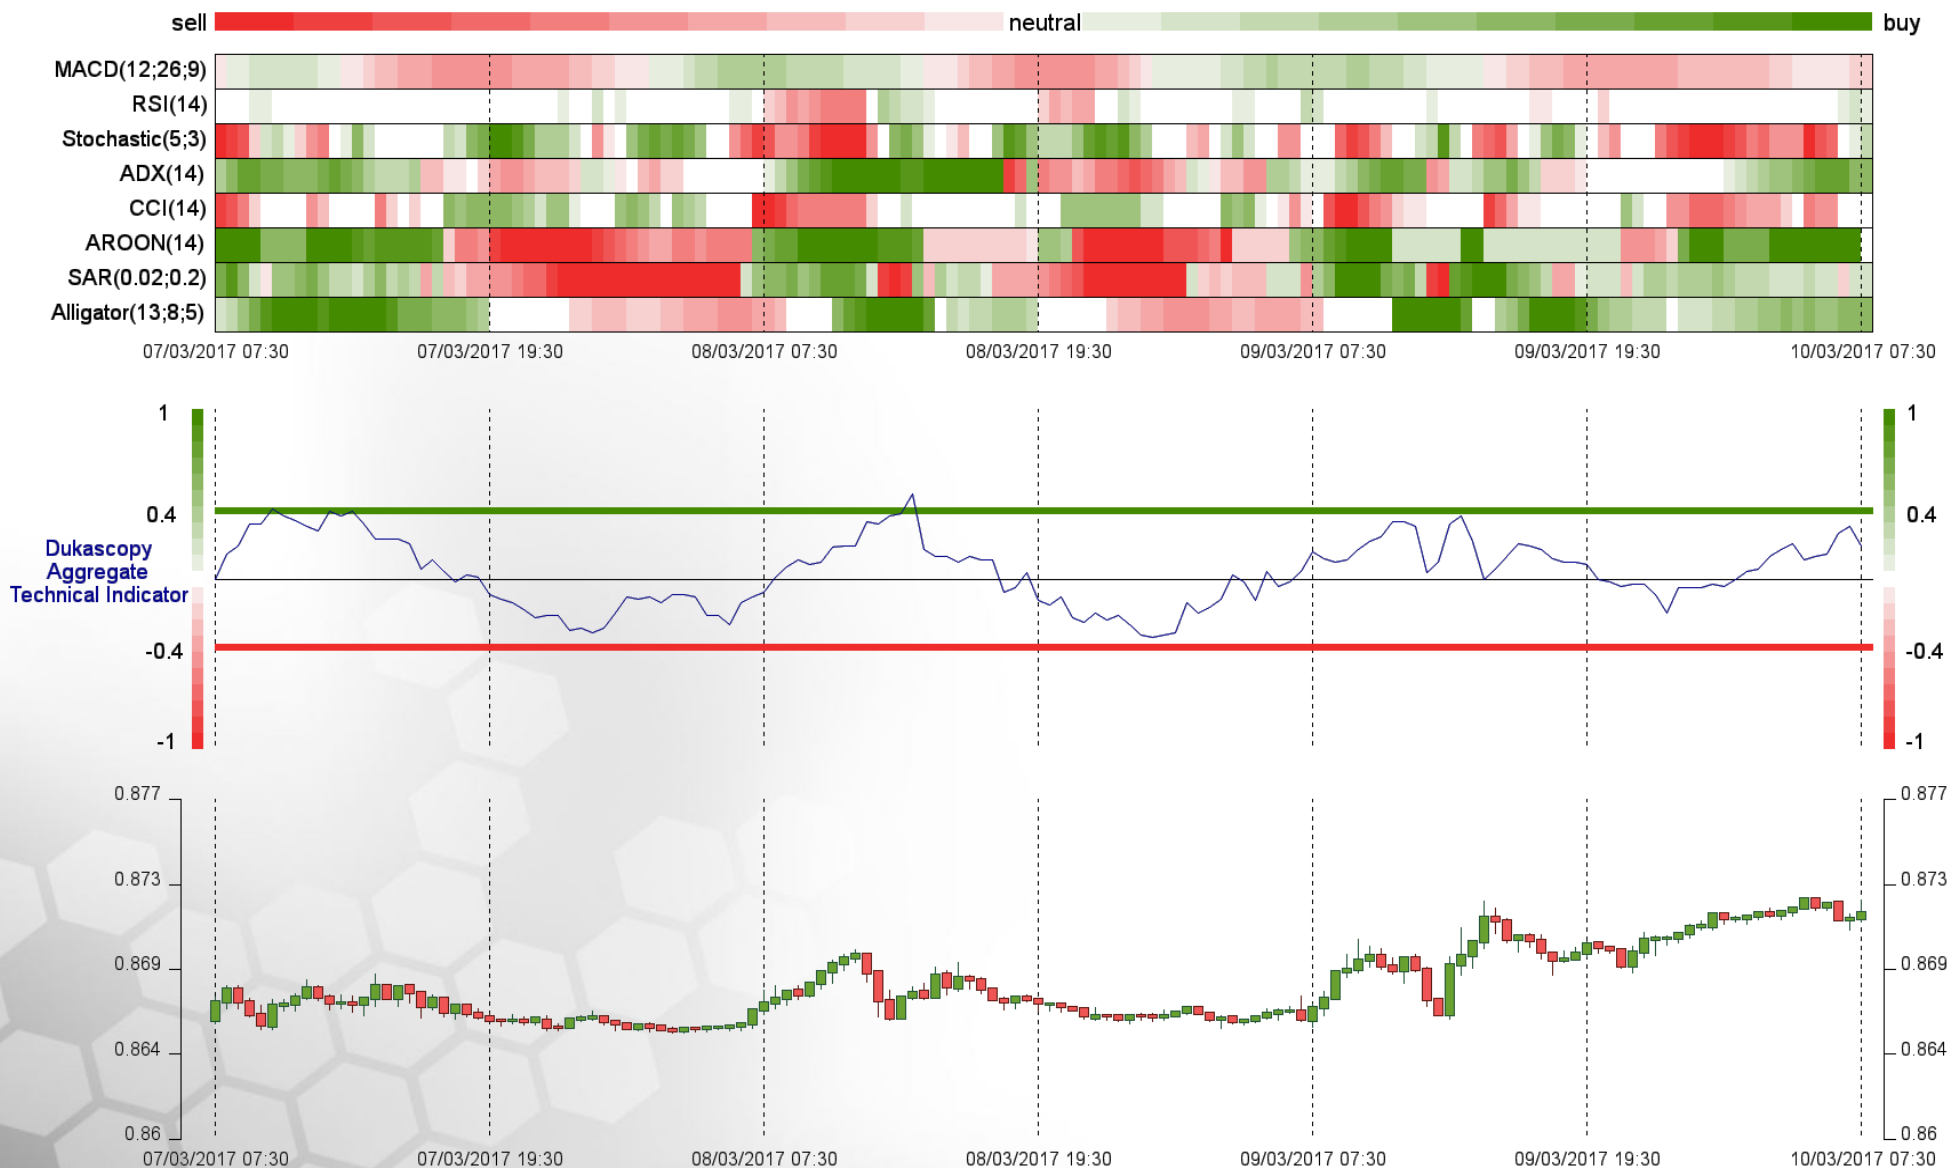 sell neutral buy
MACD(12;26;9)
RSI(14)
Stochastic(5;3)
ADX(14)
CCI(14)
AROON(14)
SAR(0.02;0.2)
Alligator(13;8;5)
07/03/2017 07:30 07/03/2017 19:30 08/03/2017 07:30 08/03/2017 19:30 09/03/2017 07:30 09/03/2017 19:30 10/03/2017 07:30
1 1
0.4 0.4
Dukascopy
Aggregate
Technical Indicator
-0.4 -0.4
-1 -1
0.877 0.877
0.873 0.873
0.869 0.869
0.864 0.864
0.86 0.86
07/03/2017 07:30 07/03/2017 19:30 08/03/2017 07:30 08/03/2017 19:30 09/03/2017 07:30 09/03/2017 19:30 10/03/2017 07:30